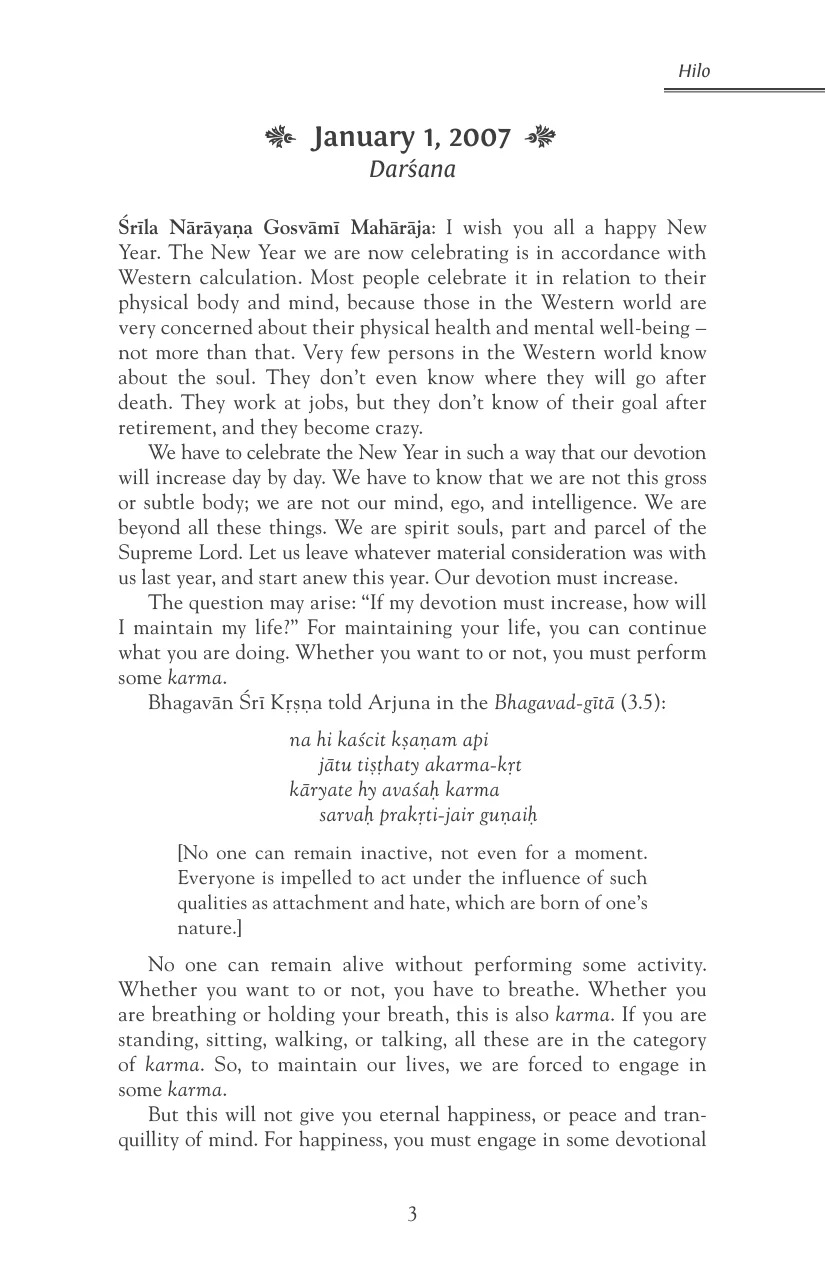 Hilo
January 1, 2007
Darśana
Śrīla Nārāyaṇa Gosvāmī Mahārāja: I wish you all a happy New
Year. The New Year we are now celebrating is in accordance with
Western calculation. Most people celebrate it in relation to their
physical body and mind, because those in the Western world are
very concerned about their physical health and mental well-being –
not more than that. Very few persons in the Western world know
about the soul. They don’t even know where they will go after
death. They work at jobs, but they don’t know of their goal after
retirement, and they become crazy.
We have to celebrate the New Year in such a way that our devotion
will increase day by day. We have to know that we are not this gross
or subtle body; we are not our mind, ego, and intelligence. We are
beyond all these things. We are spirit souls, part and parcel of the
Supreme Lord. Let us leave whatever material consideration was with
us last year, and start anew this year. Our devotion must increase.
The question may arise: “If my devotion must increase, how will
I maintain my life?” For maintaining your life, you can continue
what you are doing. Whether you want to or not, you must perform
some karma.
Bhagavān Śrī Kṛṣṇa told Arjuna in the Bhagavad-gītā (3.5):
na hi kaścit kṣaṇam api
jātu tiṣṭhaty akarma-kṛt
kāryate hy avaśaḥ karma
sarvaḥ prakṛti-jair guṇaiḥ
[No one can remain inactive, not even for a moment.
Everyone is impelled to act under the influence of such
qualities as attachment and hate, which are born of one’s
nature.]
No one can remain alive without performing some activity.
Whether you want to or not, you have to breathe. Whether you
are breathing or holding your breath, this is also karma. If you are
standing, sitting, walking, or talking, all these are in the category
of karma. So, to maintain our lives, we are forced to engage in
some karma.
But this will not give you eternal happiness, or peace and tran-
quillity of mind. For happiness, you must engage in some devotional
3